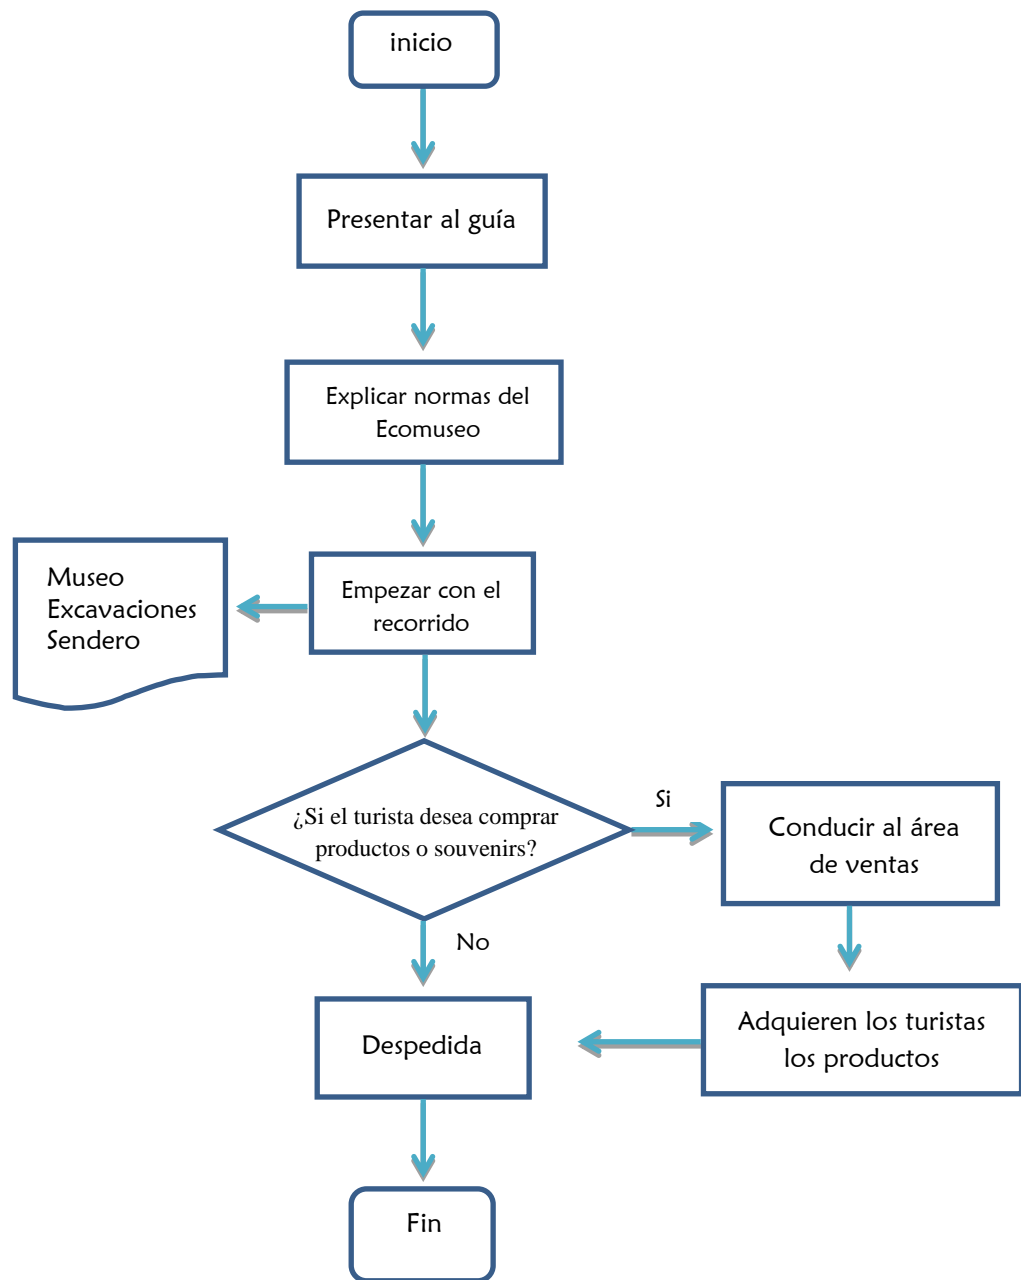 inicio
Presentar al guía
Explicar normas del
Ecomuseo
Museo
Excavaciones
Sendero
Empezar con el
recorrido
¿Si el turista desea comprar
productos o souvenirs?
Si
Conducir al área
de ventas
No
Adquieren los turistas
los productos
Despedida
Fin